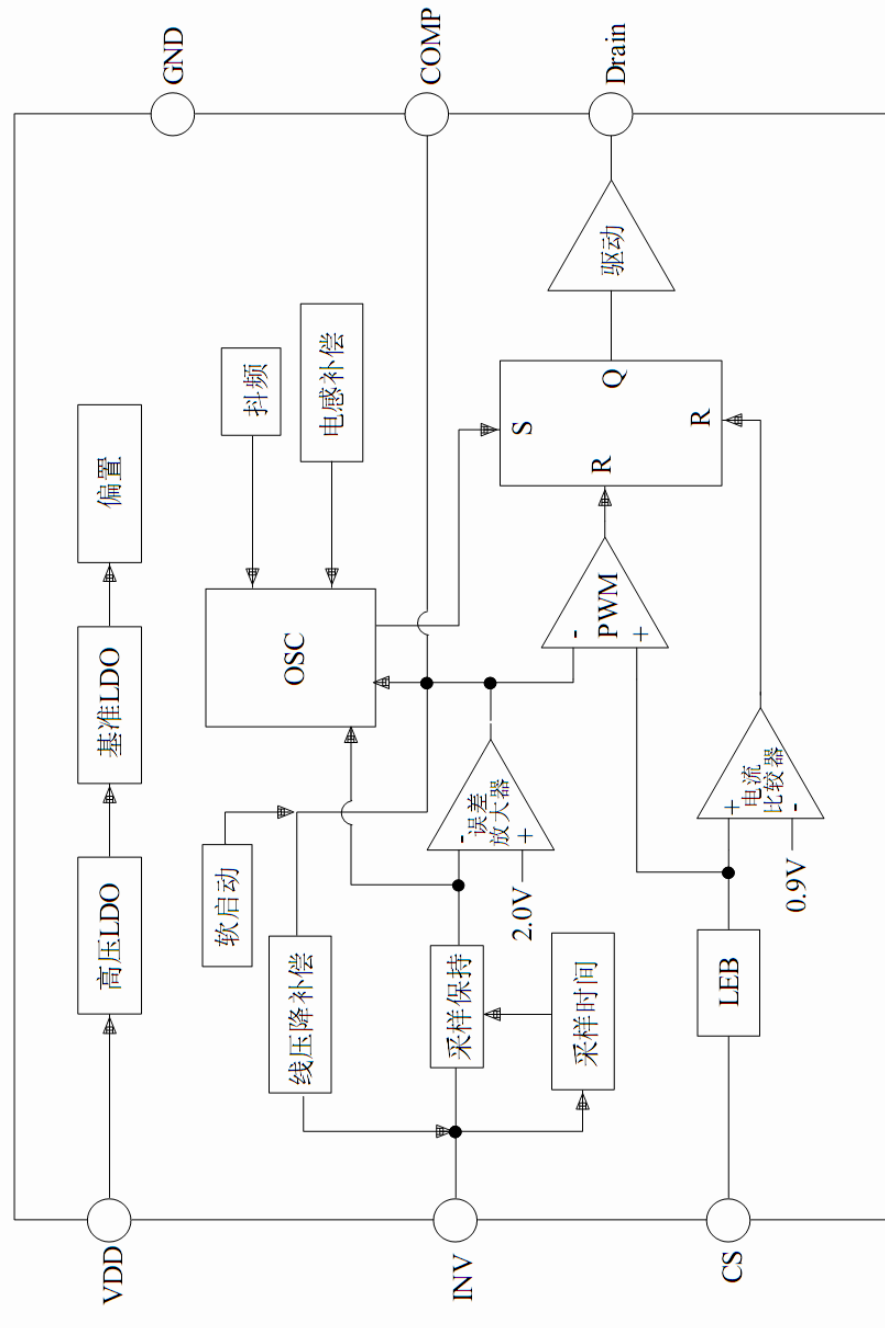 VDD
高压LDO
基准LDO
偏置
GND
软启动
抖频
电感补偿
OSC
线压降补偿
COMP
INV
采样保持
采样时间
2.0V
-
+
误差
放大器
-
+
PWM
S
R
R
Q
驱动
Drain
CS
LEB
0.9V
+
-
电流
比较器